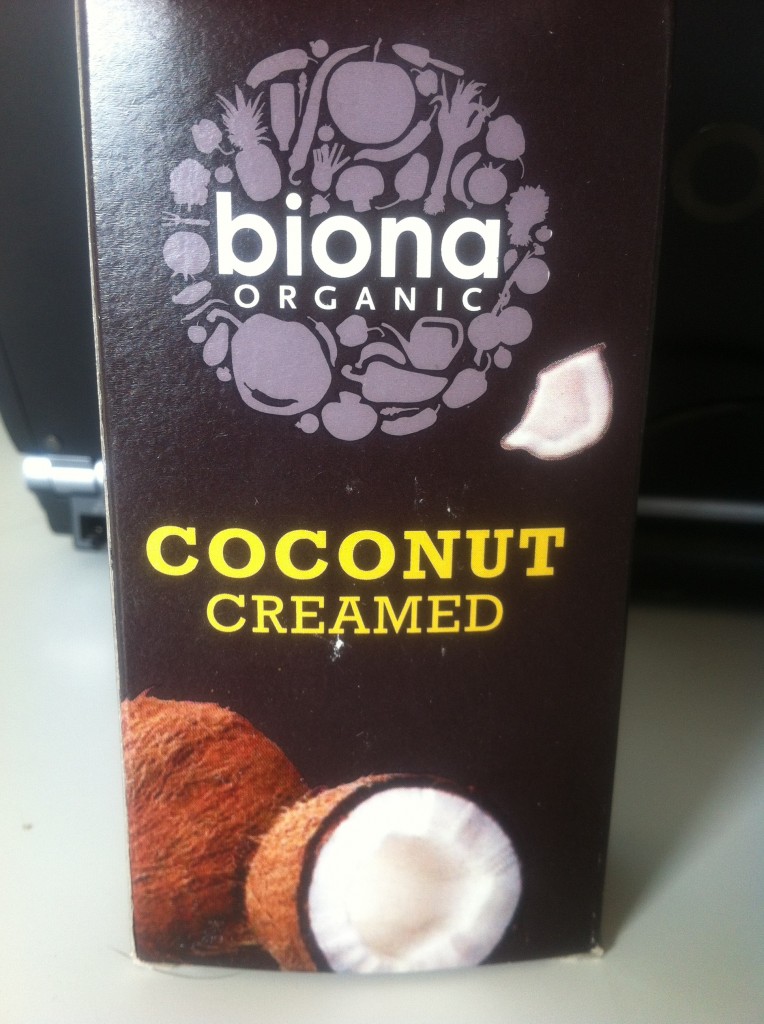 biona
ORGANIC
COCONUT
CREAMED